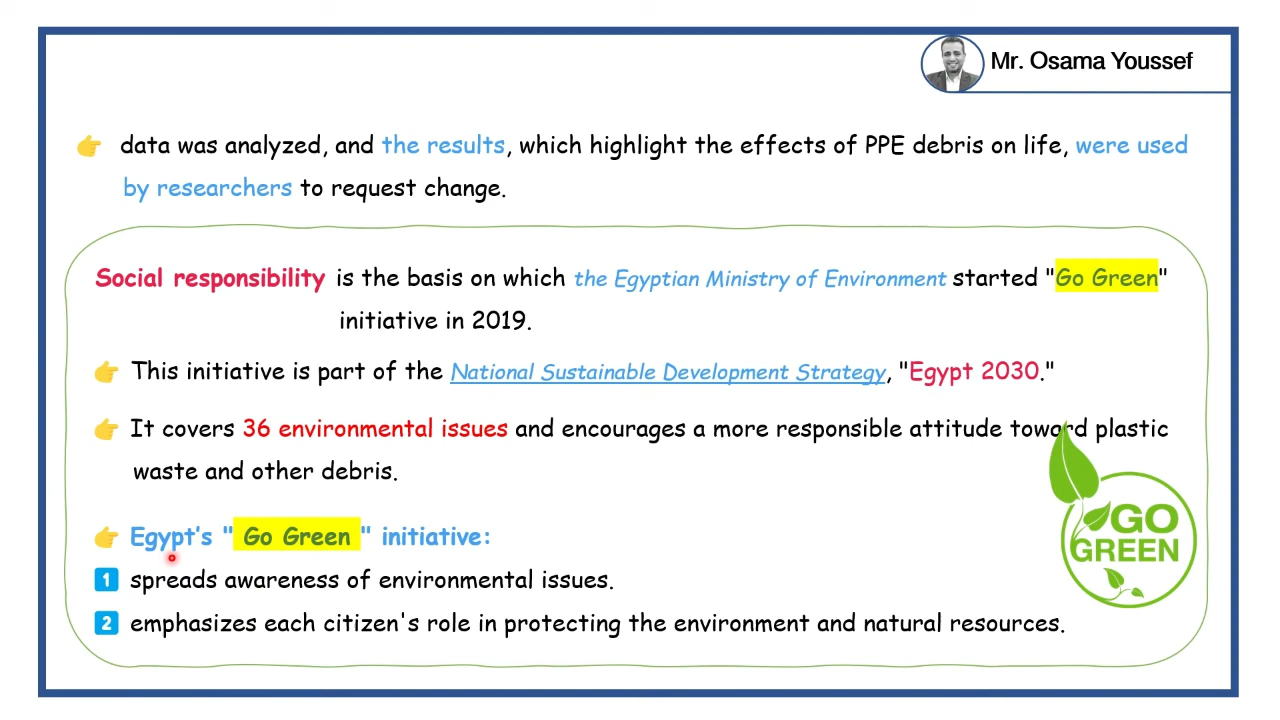 Mr. Osama Youssef
👉 data was analyzed, and the results, which highlight the effects of PPE debris on life, were used
by researchers to request change.
Social responsibility is the basis on which the Egyptian Ministry of Environment started "Go Green"
initiative in 2019.
👉 This initiative is part of the National Sustainable Development Strategy, "Egypt 2030."
👉 It covers 36 environmental issues and encourages a more responsible attitude toward plastic
waste and other debris.
👉 Egypt's " Go Green " initiative:
1 spreads awareness of environmental issues.
2 emphasizes each citizen's role in protecting the environment and natural resources.
GO
GREEN